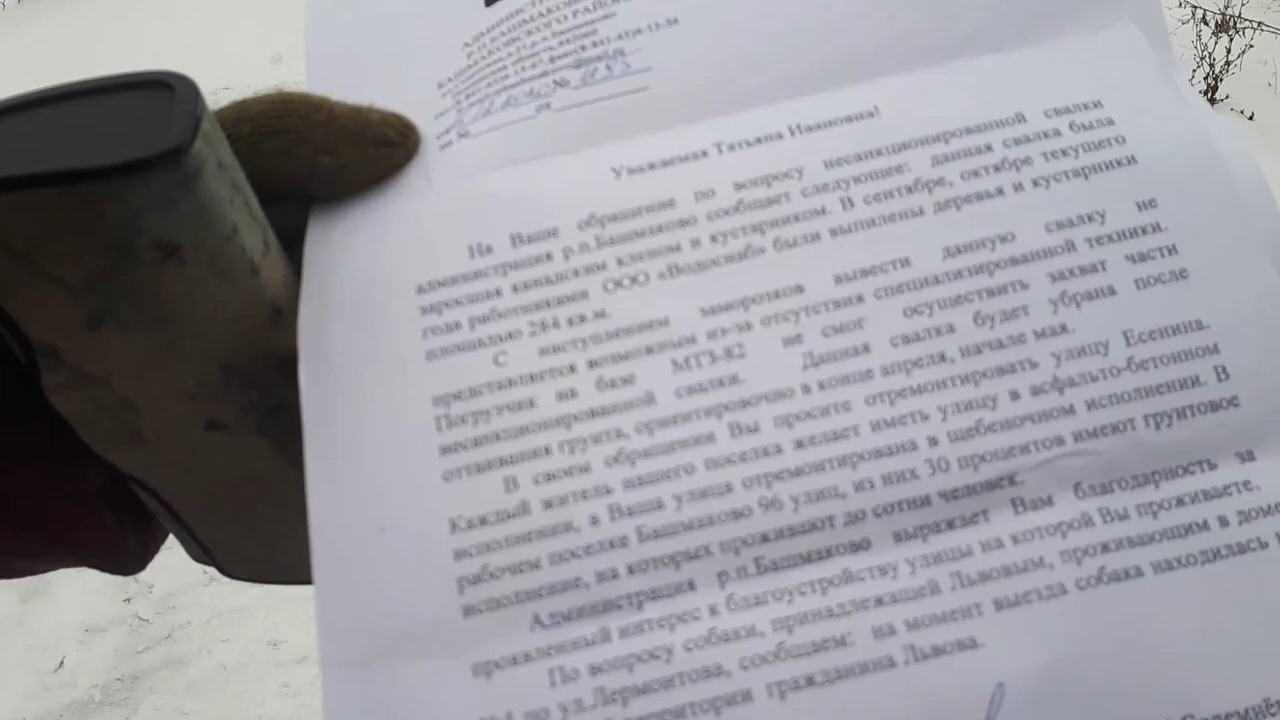 АДМИНИСТР
Р.П.БАШМАКОВО
БАШМАКОВСКОГО РАЙОНА
№
от
Уважаемая Татьяна Ивановна!
На Ваше обращение по вопросу несанкционированной свалки
администрация р.п.Башмаково сообщает следующее: данная свалка была
заросшая канадским кленом и кустарником. В сентябре, октябре текущего
года работниками ООО «Водоснаб» были выпилены деревья и кустарники
площадью 284 кв.м.
С наступлением заморозков вывести данную свалку не
представляется возможным из-за отсутствия специализированной техники.
Погрузчик на базе МТЗ-82 не смог осуществить захват части
несанкционированной свалки. Данная свалка будет убрана после
оттаивания грунта, ориентировочно в конце апреля, начале мая.
В своем обращении Вы просите отремонтировать улицу Есенина.
Каждый житель нашего поселка желает иметь улицу в асфальто-бетонном
исполнении, а Ваша улица отремонтирована в щебеночном исполнении. В
рабочем поселке Башмаково 96 улиц, из них 30 процентов имеют грунтовое
исполнение, на которых проживают до сотни человек.
Администрация р.п.Башмаково выражает Вам благодарность за
проявленный интерес к благоустройству улицы на которой Вы проживаете.
По вопросу собаки, принадлежащей Львовым, проживающим в доме
по ул.Лермонтова, сообщаем: на момент выезда собака находилась
территории гражданина Львова.